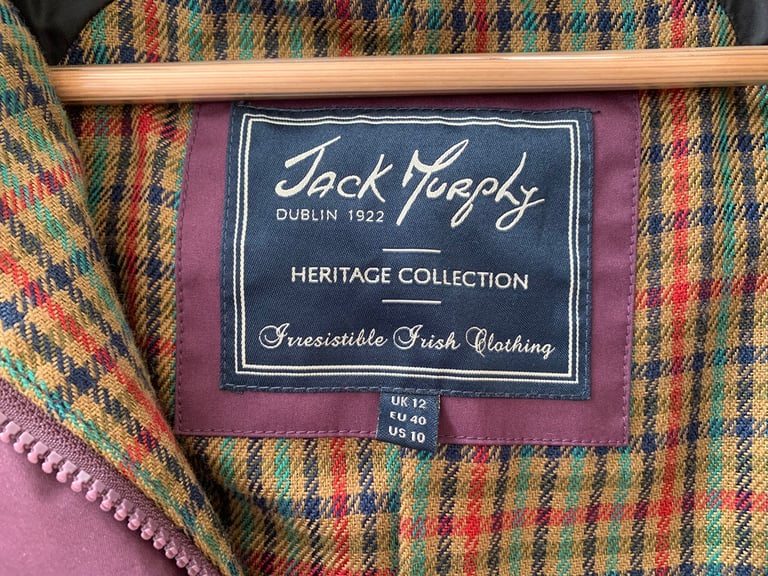 Jack Murphy
DUBLIN 1922
HERITAGE COLLECTION
Irresistible Irish Clothing
UK 12
EU 40
US 10